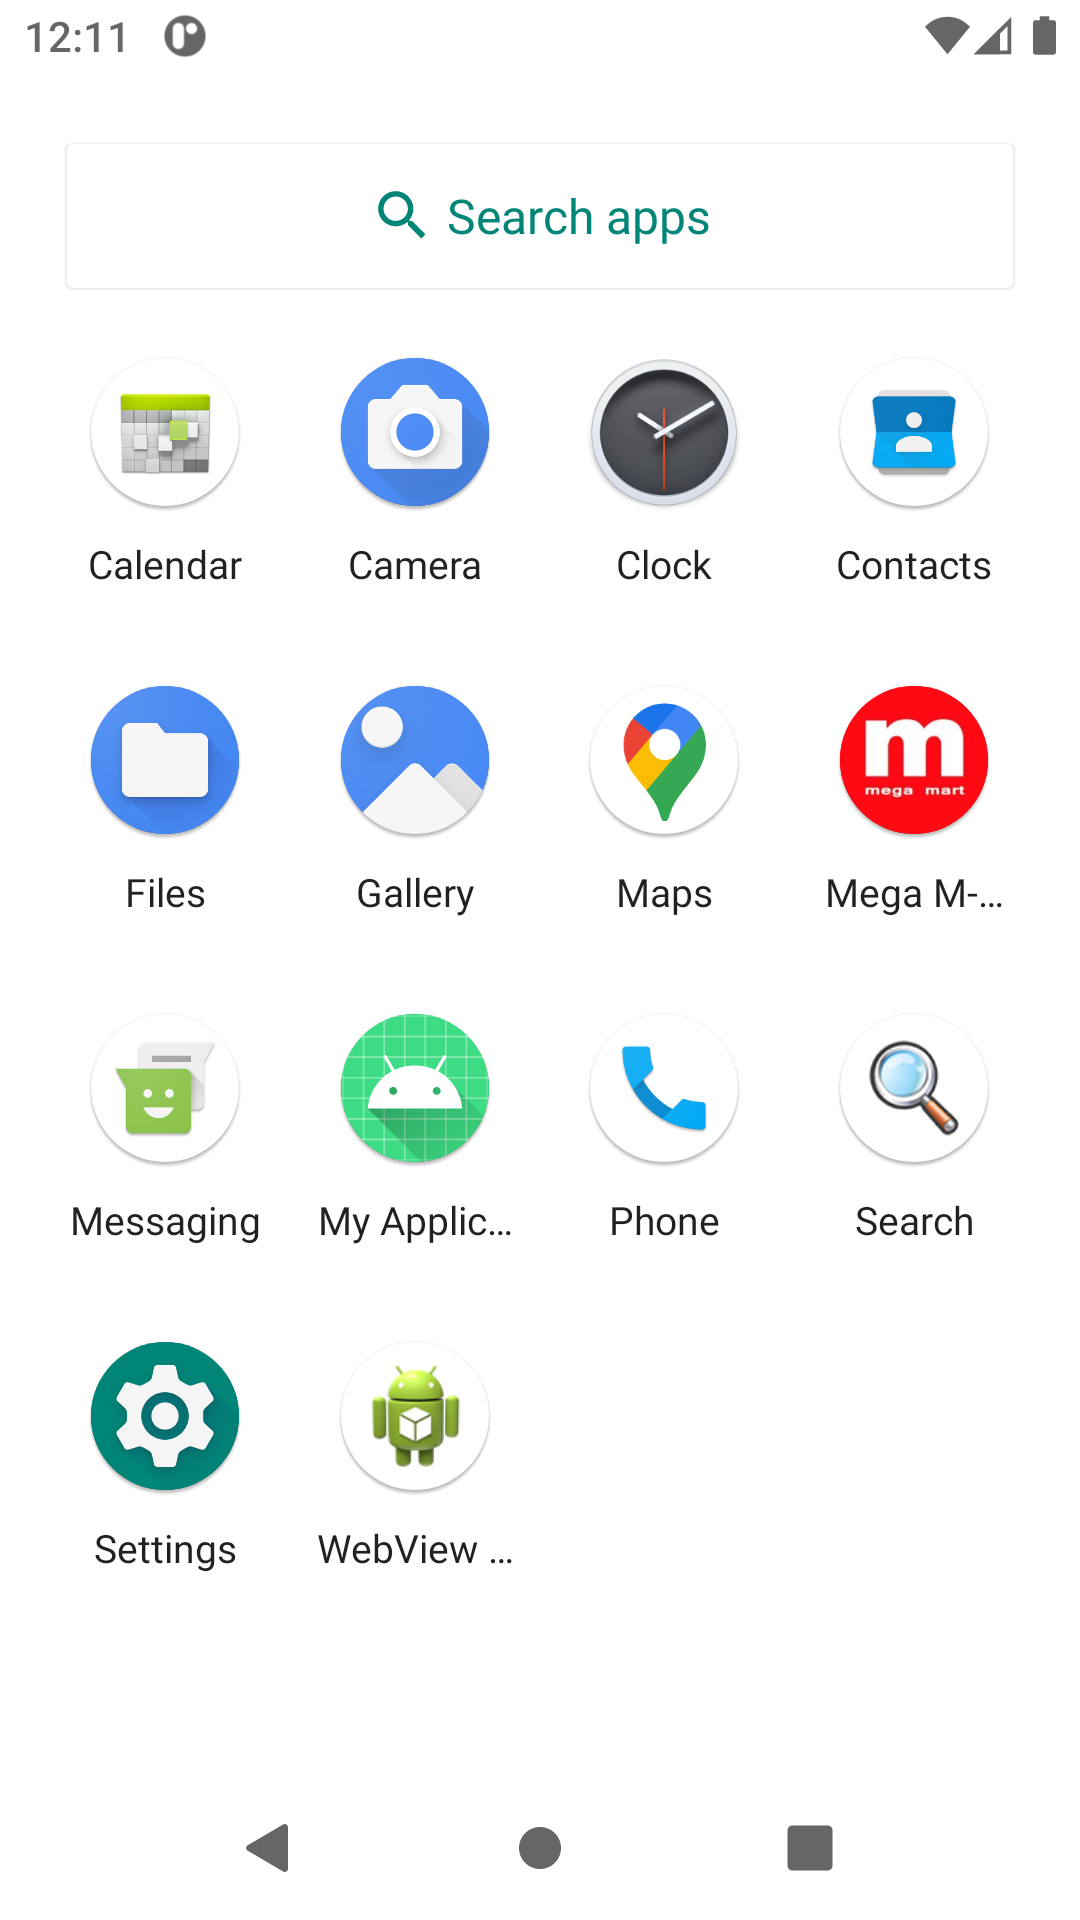 12:11
Search apps
Calendar
Camera
Clock
Contacts
Files
Gallery
Maps
m
mega mart
Mega M-...
Messaging
My Applic...
Phone
Search
Settings
WebView ...